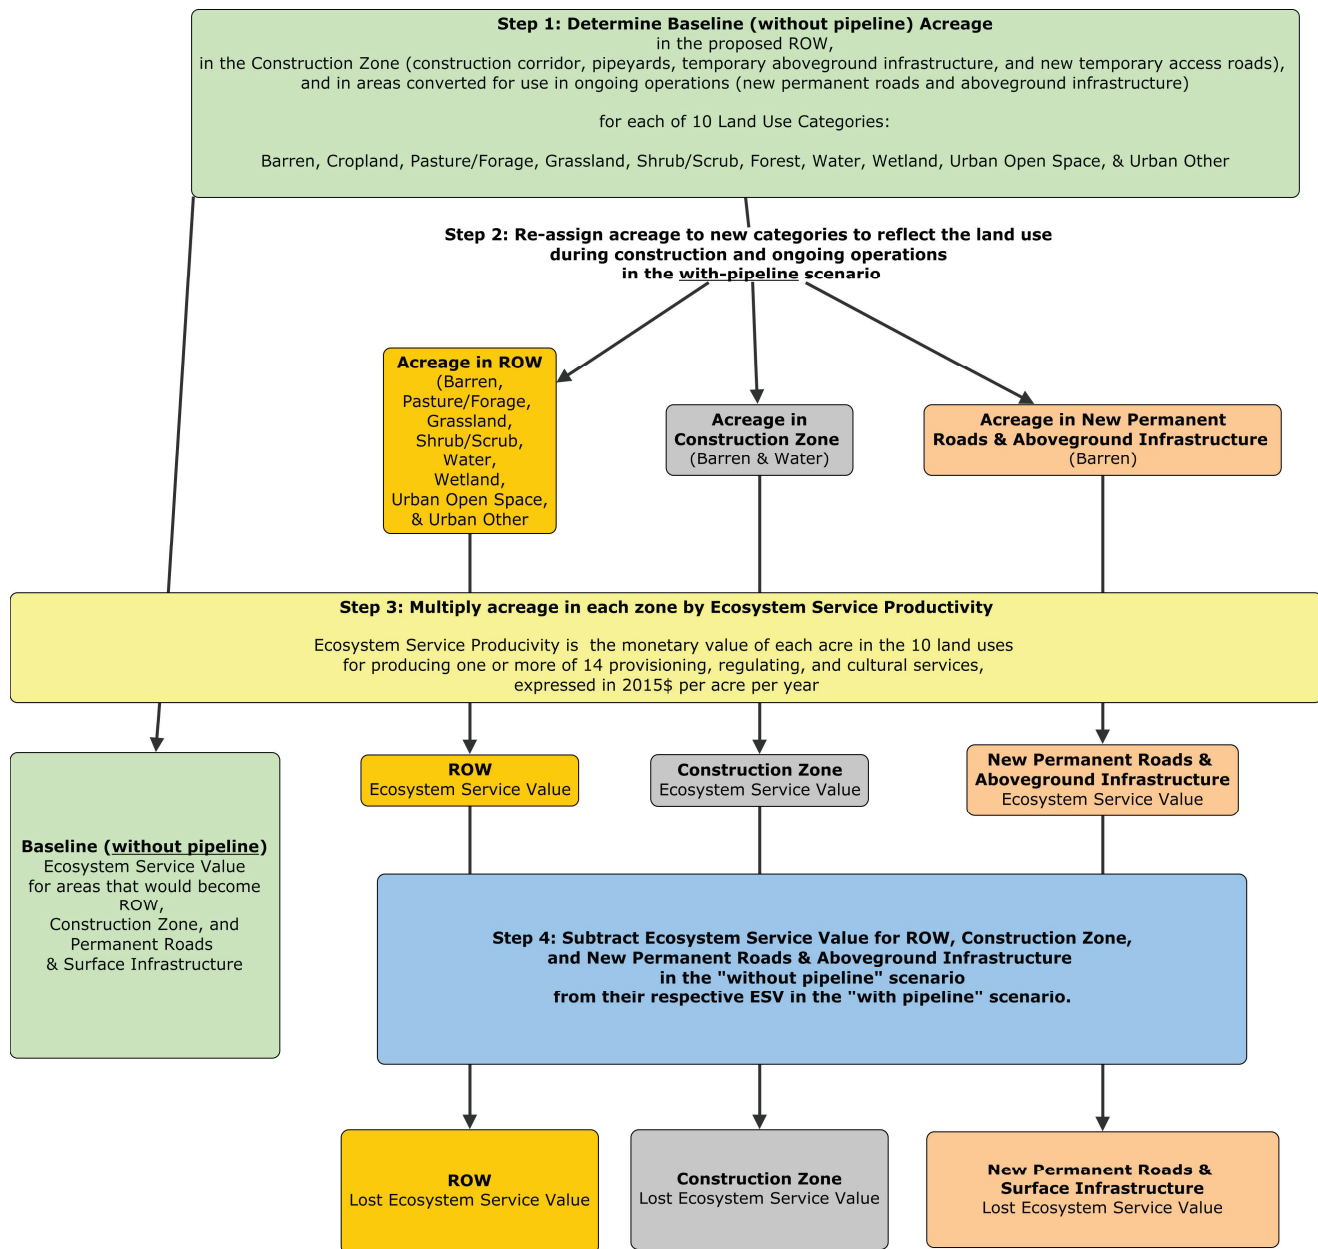 Step 1: Determine Baseline (without pipeline) Acreage
in the proposed ROW,
in the Construction Zone (construction corridor, pipeyards, temporary aboveground infrastructure, and new temporary access roads),
and in areas converted for use in ongoing operations (new permanent roads and aboveground infrastructure)
for each of 10 Land Use Categories:
Barren, Cropland, Pasture/Forage, Grassland, Shrub/Scrub, Forest, Water, Wetland, Urban Open Space, & Urban Other
Step 2: Re-assign acreage to new categories to reflect the land use
during construction and ongoing operations
in the with-pipeline scenario
Acreage in ROW
(Barren,
Pasture/Forage,
Grassland,
Shrub/Scrub,
Water,
Wetland,
Urban Open Space,
& Urban Other
Acreage in
Construction Zone
(Barren & Water)
Acreage in New Permanent
Roads & Aboveground Infrastructure
(Barren)
Step 3: Multiply acreage in each zone by Ecosystem Service Productivity
Ecosystem Service Producivity is the monetary value of each acre in the 10 land uses
for producing one or more of 14 provisioning, regulating, and cultural services,
expressed in 2015$ per acre per year
Baseline (without pipeline)
Ecosystem Service Value
for areas that would become
ROW,
Construction Zone, and
Permanent Roads
& Surface Infrastructure
ROW
Ecosystem Service Value
Construction Zone
Ecosystem Service Value
New Permanent Roads &
Aboveground Infrastructure
Ecosystem Service Value
Step 4: Subtract Ecosystem Service Value for ROW, Construction Zone,
and New Permanent Roads & Aboveground Infrastructure
in the "without pipeline" scenario
from their respective ESV in the "with pipeline" scenario.
ROW
Lost Ecosystem Service Value
Construction Zone
Lost Ecosystem Service Value
New Permanent Roads &
Surface Infrastructure
Lost Ecosystem Service Value